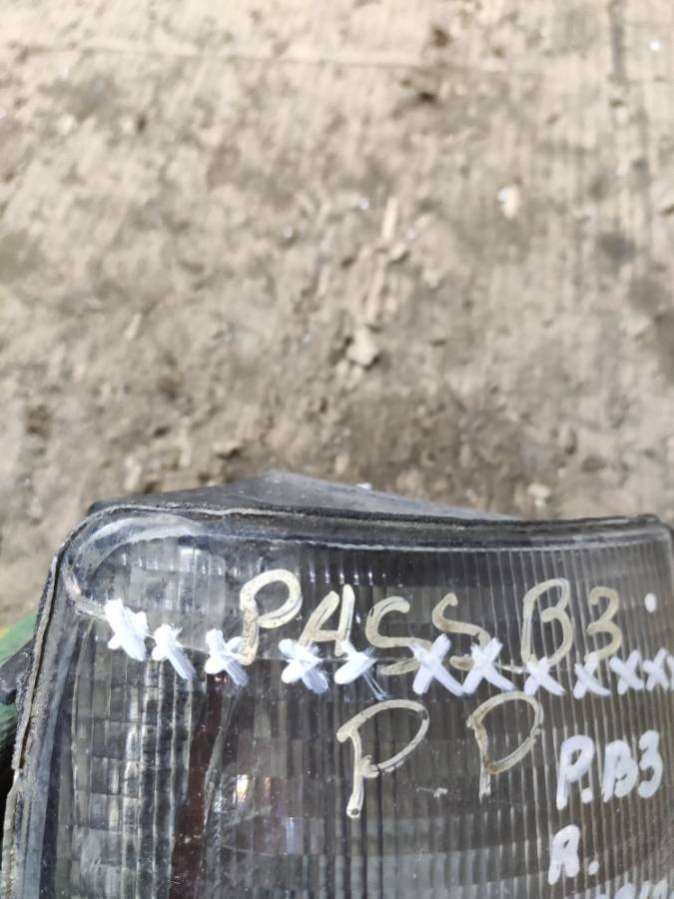 PASS B3
x x x x x x x x x x x x
P P
P.B3
R.